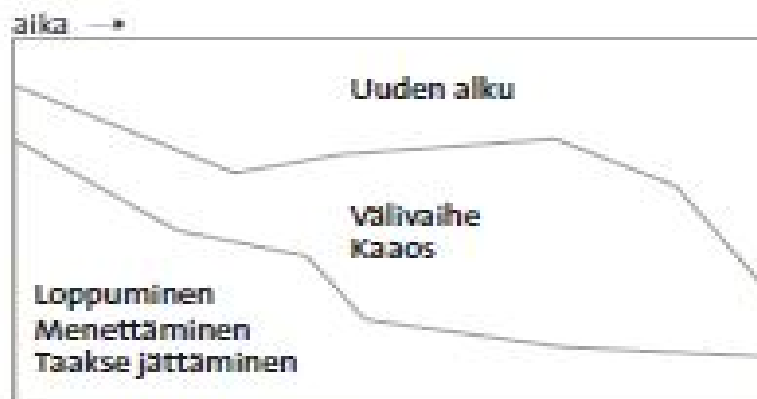 aika
Uuden alku
Välivaihe
Kaaos
Loppuminen
Menettäminen
Taakse jättäminen